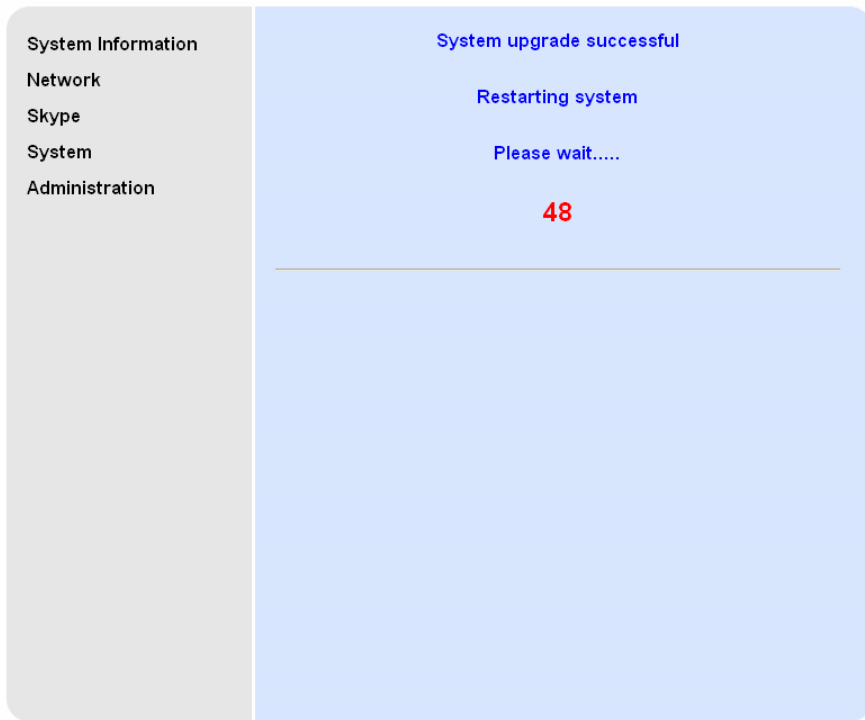 System Information
Network
Skype
System
Administration
System upgrade successful
Restarting system
Please wait.....
48